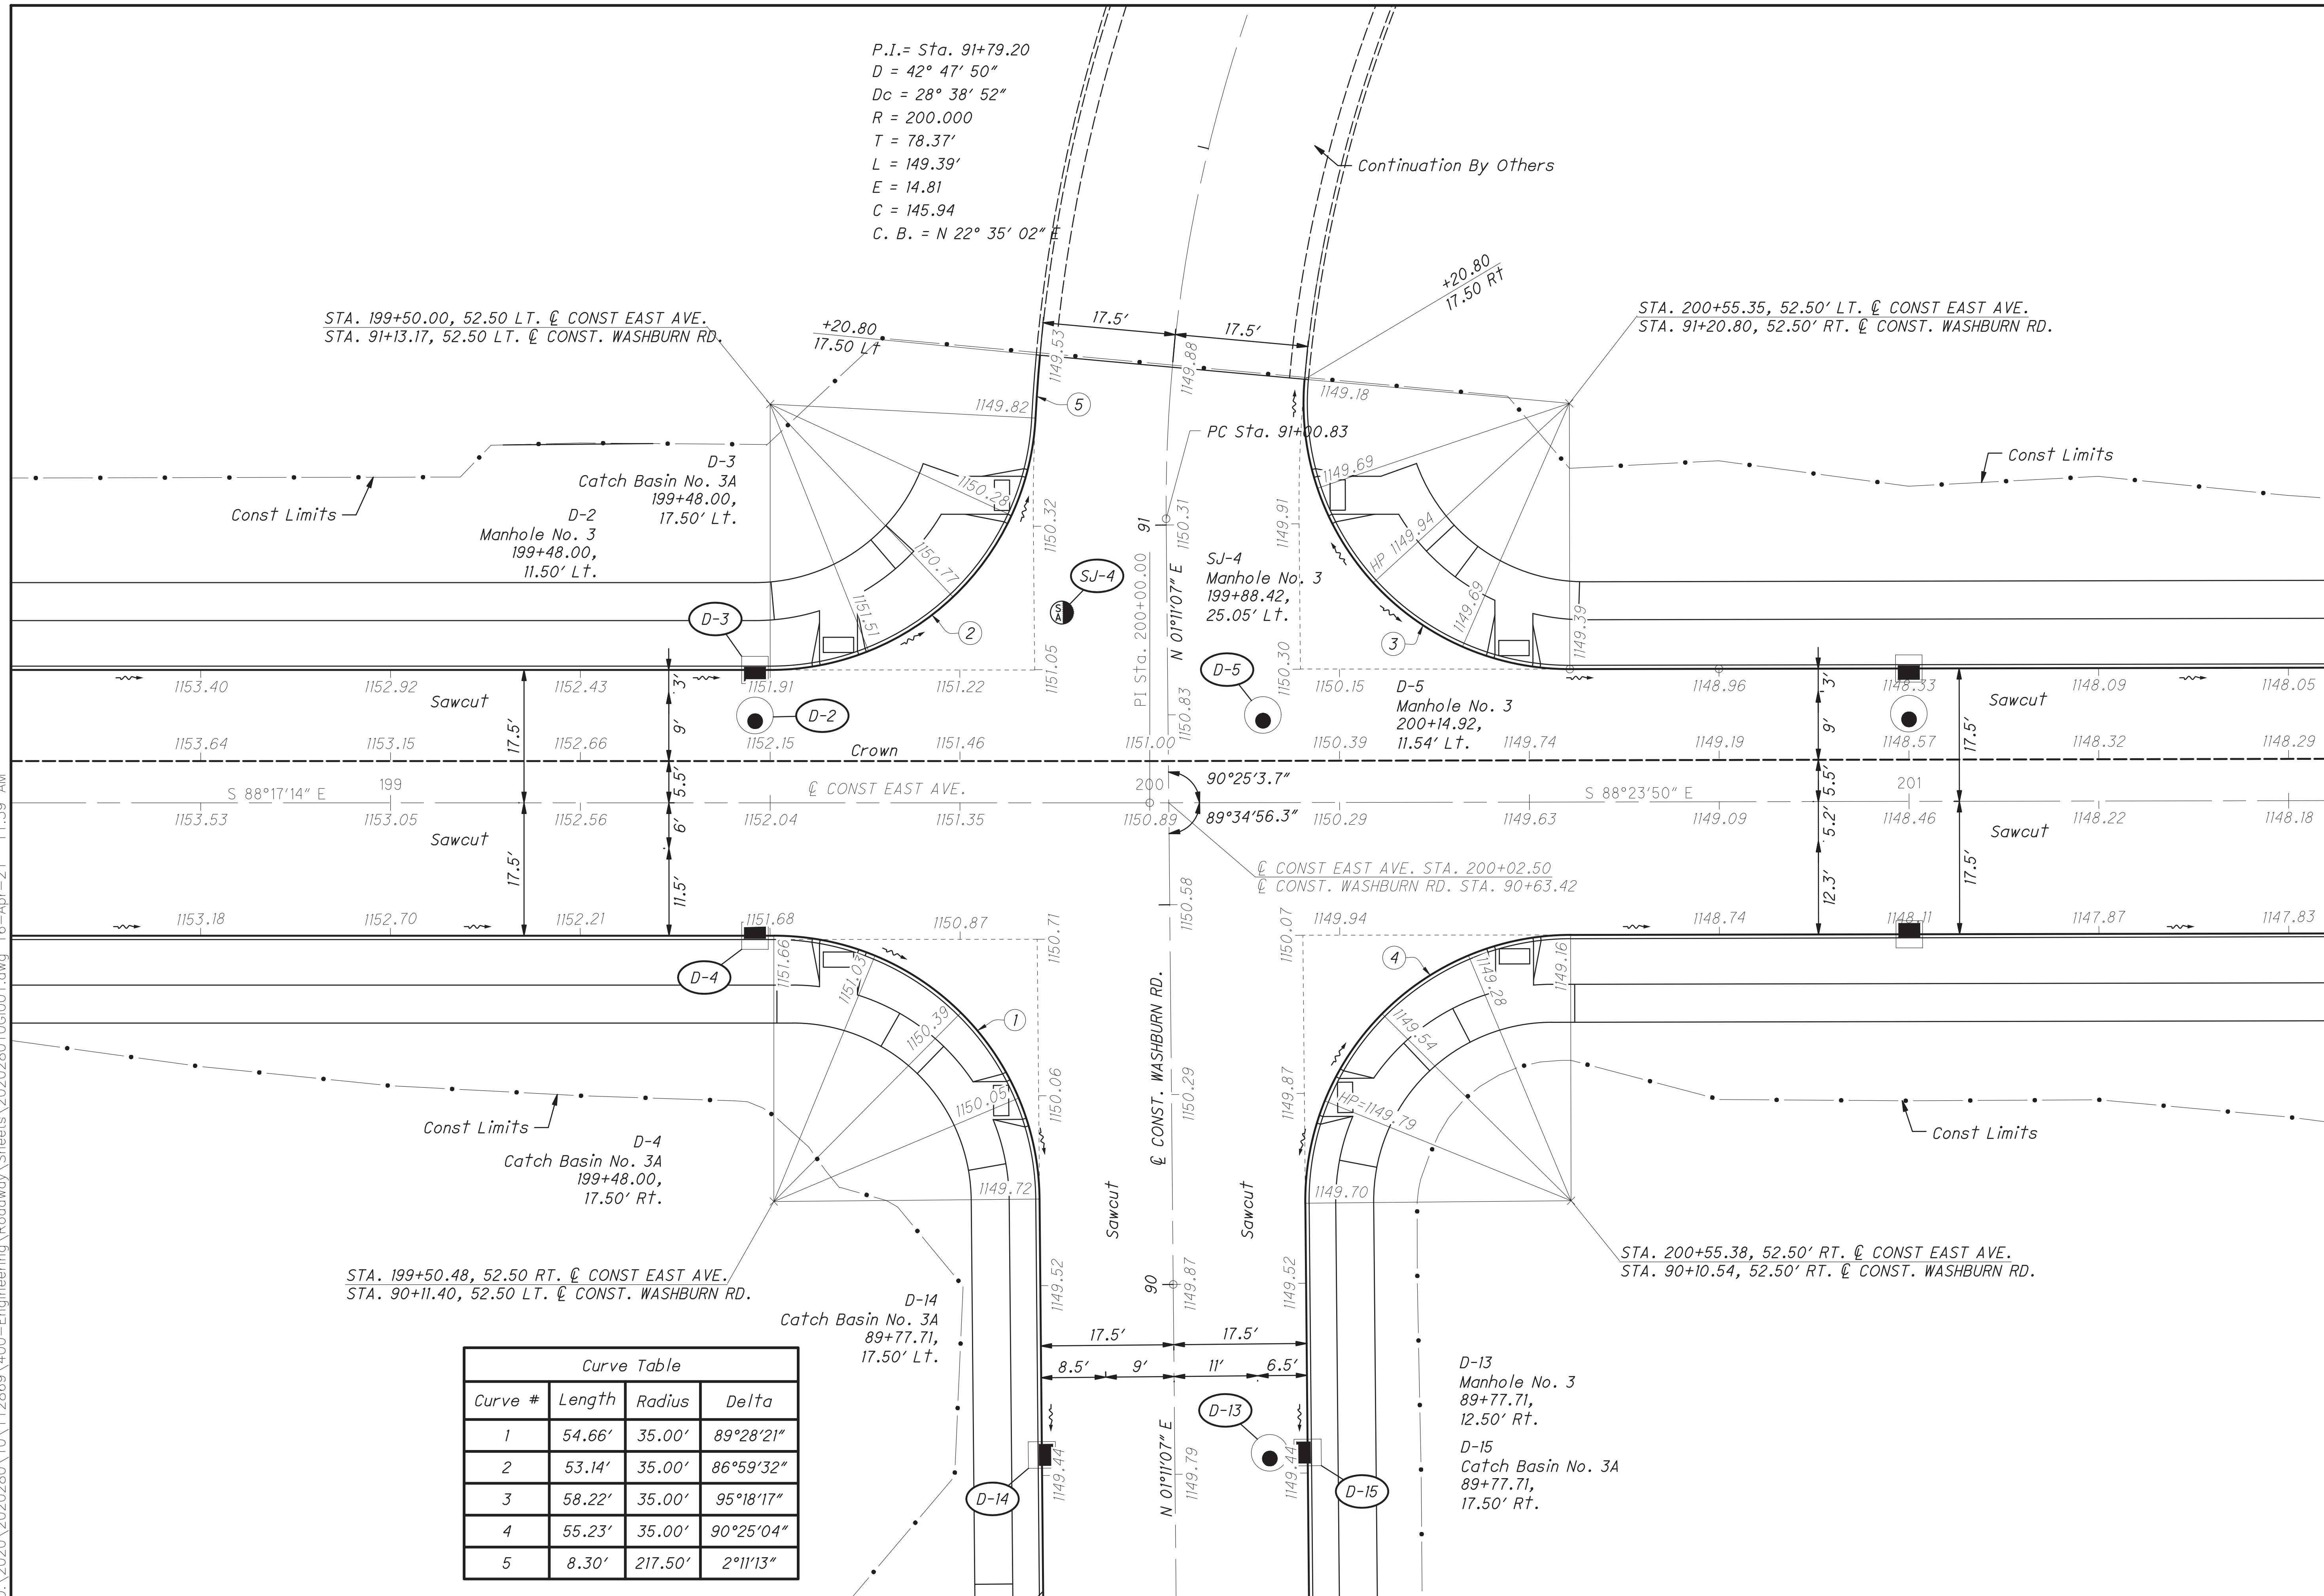 P.I.= Sta. 91+79.20
D = 42° 47' 50"
Dc = 28° 38' 52"
R = 200.000
T = 78.37'
L = 149.39'
E = 14.81
C = 145.94
C. B. = N 22° 35' 02" E
Continuation By Others
+20.80
17.50 Rt
STA. 199+50.00, 52.50 LT. ℄ CONST EAST AVE.
STA. 91+13.17, 52.50 LT. ℄ CONST. WASHBURN RD.
+20.80
17.50 Lt
17.5'
17.5'
STA. 200+55.35, 52.50' LT. ℄ CONST EAST AVE.
STA. 91+20.80, 52.50' RT. ℄ CONST. WASHBURN RD.
1149.53
1149.88
1149.18
1149.82
5
PC Sta. 91+00.83
D-3
Catch Basin No. 3A
199+48.00,
17.50' Lt.
Const Limits
D-2
Manhole No. 3
199+48.00,
11.50' Lt.
1150.28
1150.77
1151.51
2
1150.32
1151.05
SJ-4
S
A
91
1150.31
1149.91
PI Sta. 200+00.00
N 01°11'07" E
SJ-4
Manhole No. 3
199+88.42,
25.05' Lt.
1149.69
HP 1149.94
1149.69
1149.39
3
Const Limits
D-3
D-2
D-5
1150.30
1150.83
D-5
Manhole No. 3
200+14.92,
11.54' Lt.
1153.40
1152.92
1152.43
1151.91
1151.22
1150.15
1148.96
1148.33
1148.09
1148.05
Sawcut
17.5'
3'
9'
3'
9'
17.5'
Sawcut
1153.64
1153.15
1152.66
1152.15
1151.46
1151.00
1150.39
1149.74
1149.19
1148.57
1148.32
1148.29
Crown
5.5'
5.5'
90°25'3.7"
S 88°17'14" E
199
℄ CONST EAST AVE.
200
S 88°23'50" E
201
89°34'56.3"
1153.53
1153.05
1152.56
1152.04
1151.35
1150.89
1150.29
1149.63
1149.09
1148.46
1148.22
1148.18
Sawcut
17.5'
6'
11.5'
5.2'
12.3'
17.5'
Sawcut
℄ CONST EAST AVE. STA. 200+02.50
℄ CONST. WASHBURN RD. STA. 90+63.42
1153.18
1152.70
1152.21
1151.68
1150.87
1150.71
1150.58
1150.07
1149.94
1148.74
1148.11
1147.87
1147.83
D-4
1151.66
1151.03
1150.39
1150.05
1149.72
1
1150.06
1150.29
1149.87
℄ CONST. WASHBURN RD.
4
1149.16
1149.28
1149.54
HP=1149.79
1149.70
Const Limits
Const Limits
D-4
Catch Basin No. 3A
199+48.00,
17.50' Rt.
Sawcut
Sawcut
STA. 199+50.48, 52.50 RT. ℄ CONST EAST AVE.
STA. 90+11.40, 52.50 LT. ℄ CONST. WASHBURN RD.
STA. 200+55.38, 52.50' RT. ℄ CONST EAST AVE.
STA. 90+10.54, 52.50' RT. ℄ CONST. WASHBURN RD.
1149.52
90
1149.87
1149.52
D-14
Catch Basin No. 3A
89+77.71,
17.50' Lt.
17.5'
17.5'
8.5'
9'
11'
6.5'
D-13
Manhole No. 3
89+77.71,
12.50' Rt.
D-15
Catch Basin No. 3A
89+77.71,
17.50' Rt.
D-13
D-14
D-15
1149.44
N 01°11'07" E
1149.79
1149.44
Curve Table
Curve # Length Radius Delta
1 54.66' 35.00' 89°28'21"
2 53.14' 35.00' 86°59'32"
3 58.22' 35.00' 95°18'17"
4 55.23' 35.00' 90°25'04"
5 8.30' 217.50' 2°11'13"